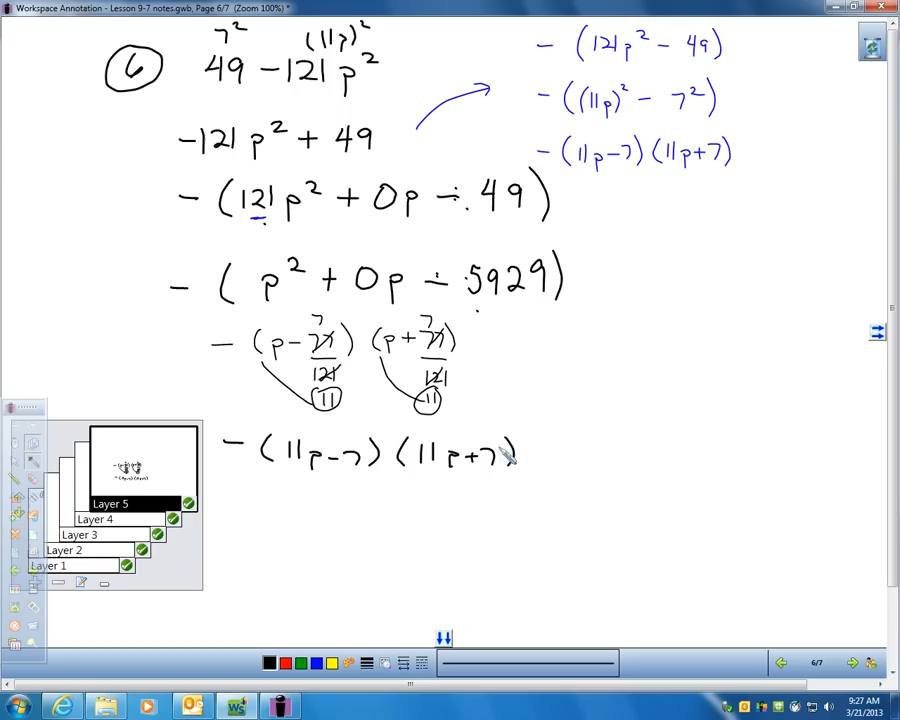 Workspace Annotation - Lesson 9-7 notes.gwb, Page 6/7 (Zoom 100%) *
7² (11p)²
6 49 - 121p²
-121p² + 49
-(121p² + 0p - 49)
-(p² + 0p - 5929)
-(p - 77/121)(p + 77/121)
7 7
11 11
-(11p-7)(11p+7)
-(121p² - 49)
-((11p)² - 7²)
-(11p-7)(11p+7)
Layer 5
Layer 4
Layer 3
Layer 2
Layer 1
6/7
9:27 AM
3/21/2013